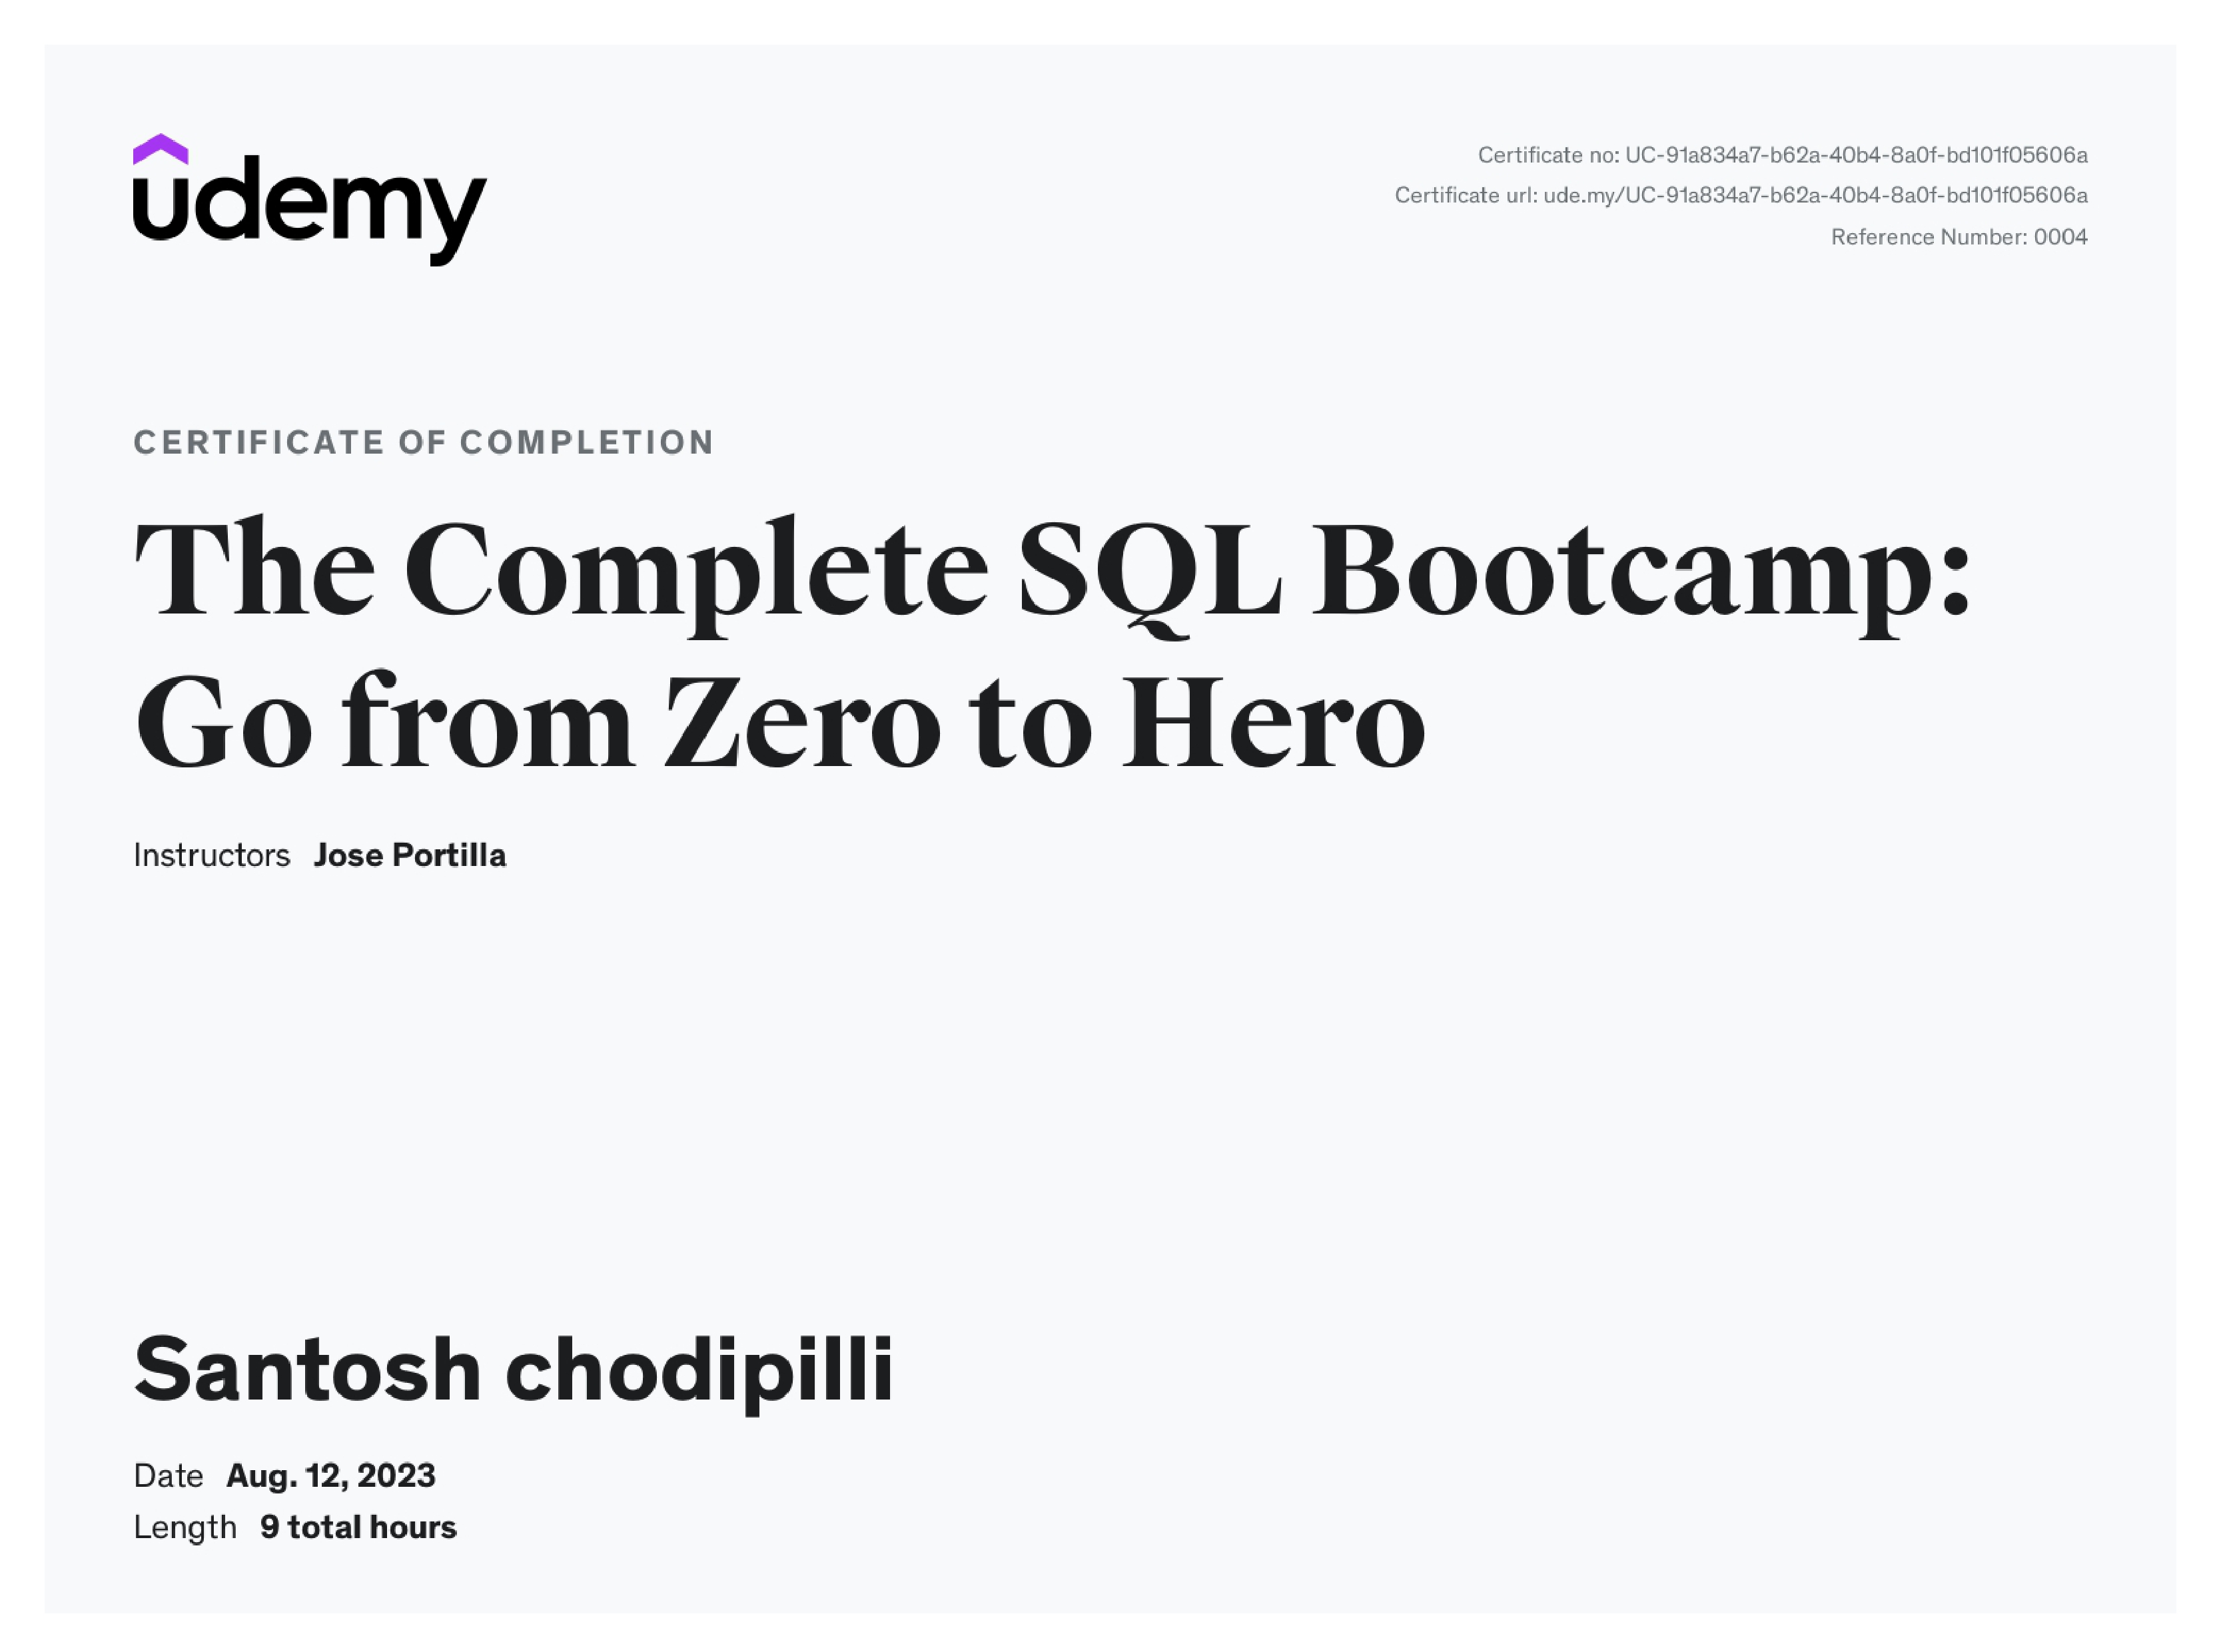 udemy
Certificate no: UC-91a834a7-b62a-40b4-8a0f-bd101f05606a
Certificate url: ude.my/UC-91a834a7-b62a-40b4-8a0f-bd101f05606a
Reference Number: 0004
CERTIFICATE OF COMPLETION
The Complete SQL Bootcamp:
Go from Zero to Hero
Instructors Jose Portilla
Santosh chodipilli
Date Aug. 12, 2023
Length 9 total hours